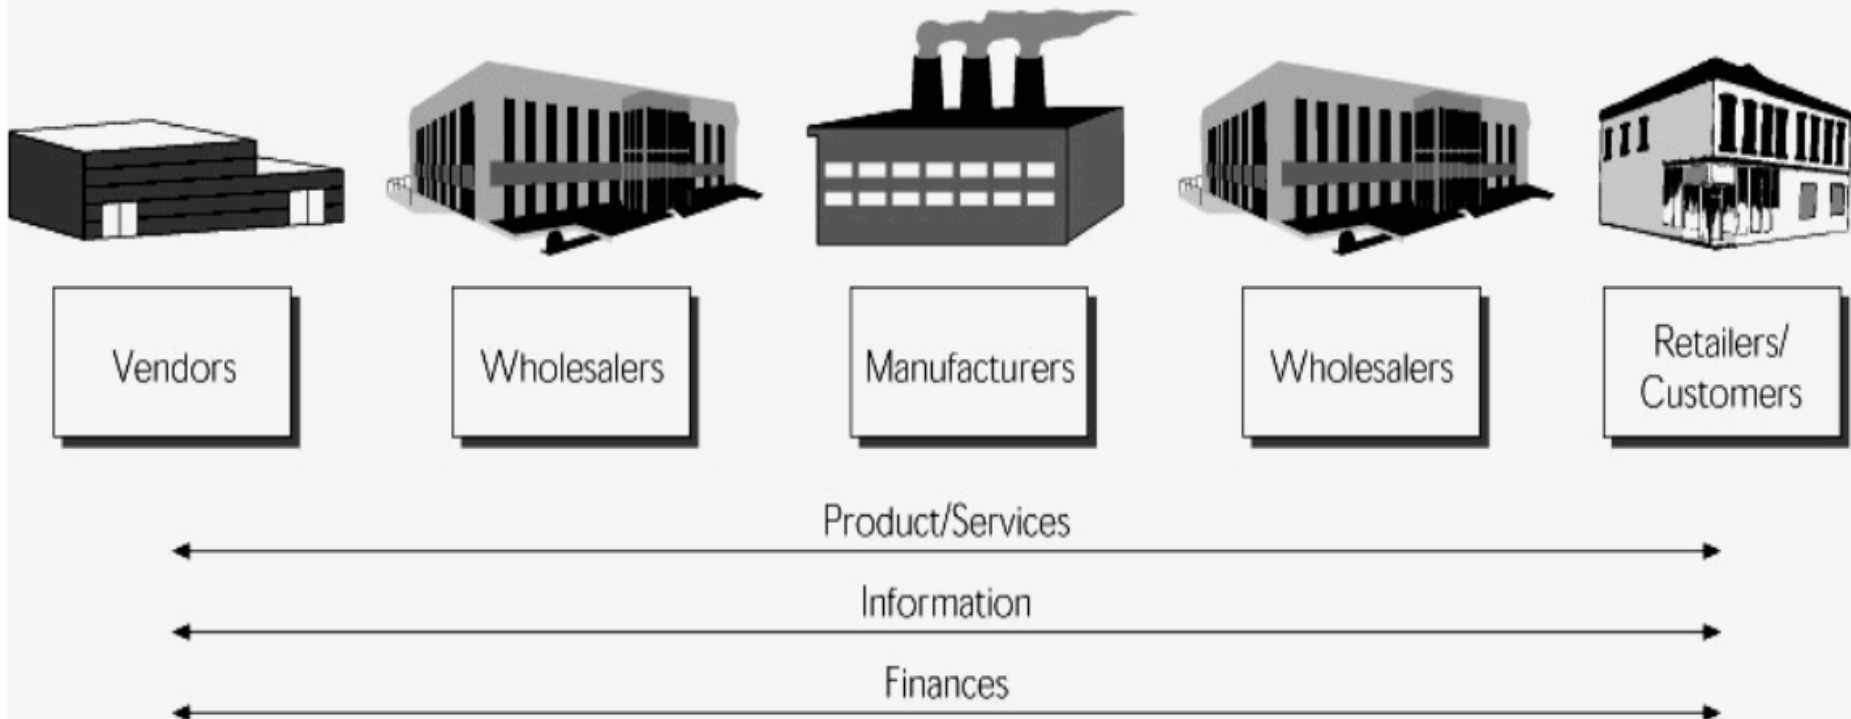 Vendors
Wholesalers
Manufacturers
Wholesalers
Retailers/
Customers
Product/Services
Information
Finances